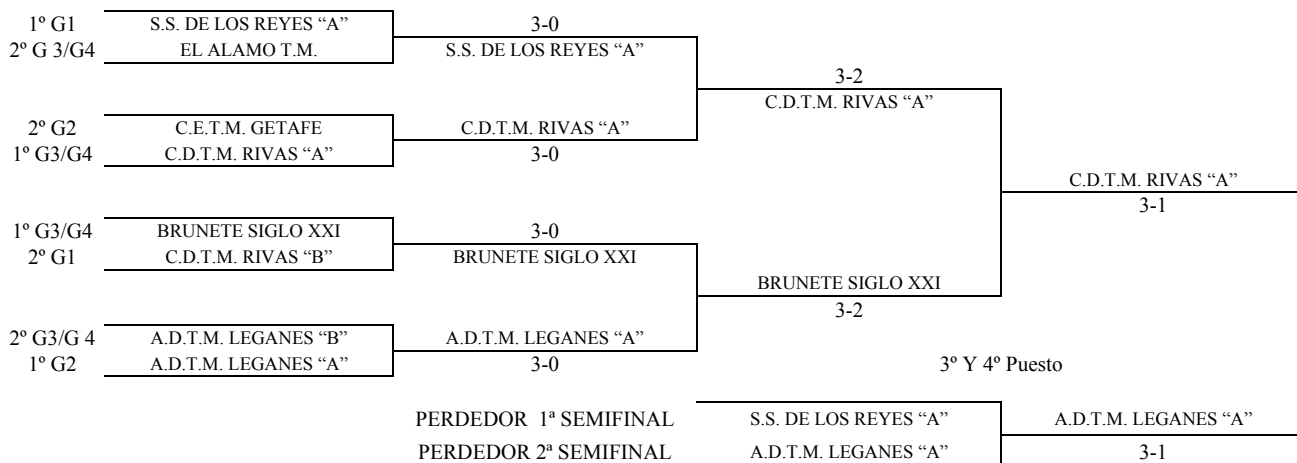 1º G1 S.S. DE LOS REYES “A” 3-0
2º G 3/G4 EL ALAMO T.M. S.S. DE LOS REYES “A”
3-2
C.D.T.M. RIVAS “A”
2º G2 C.E.T.M. GETAFE C.D.T.M. RIVAS “A”
1º G3/G4 C.D.T.M. RIVAS “A” 3-0
C.D.T.M. RIVAS “A”
3-1
1º G3/G4 BRUNETE SIGLO XXI 3-0
2º G1 C.D.T.M. RIVAS “B” BRUNETE SIGLO XXI
BRUNETE SIGLO XXI
3-2
2º G3/G 4 A.D.T.M. LEGANES “B” A.D.T.M. LEGANES “A”
1º G2 A.D.T.M. LEGANES “A” 3-0 3º Y 4º Puesto
PERDEDOR 1ª SEMIFINAL S.S. DE LOS REYES “A” A.D.T.M. LEGANES “A”
PERDEDOR 2ª SEMIFINAL A.D.T.M. LEGANES “A” 3-1